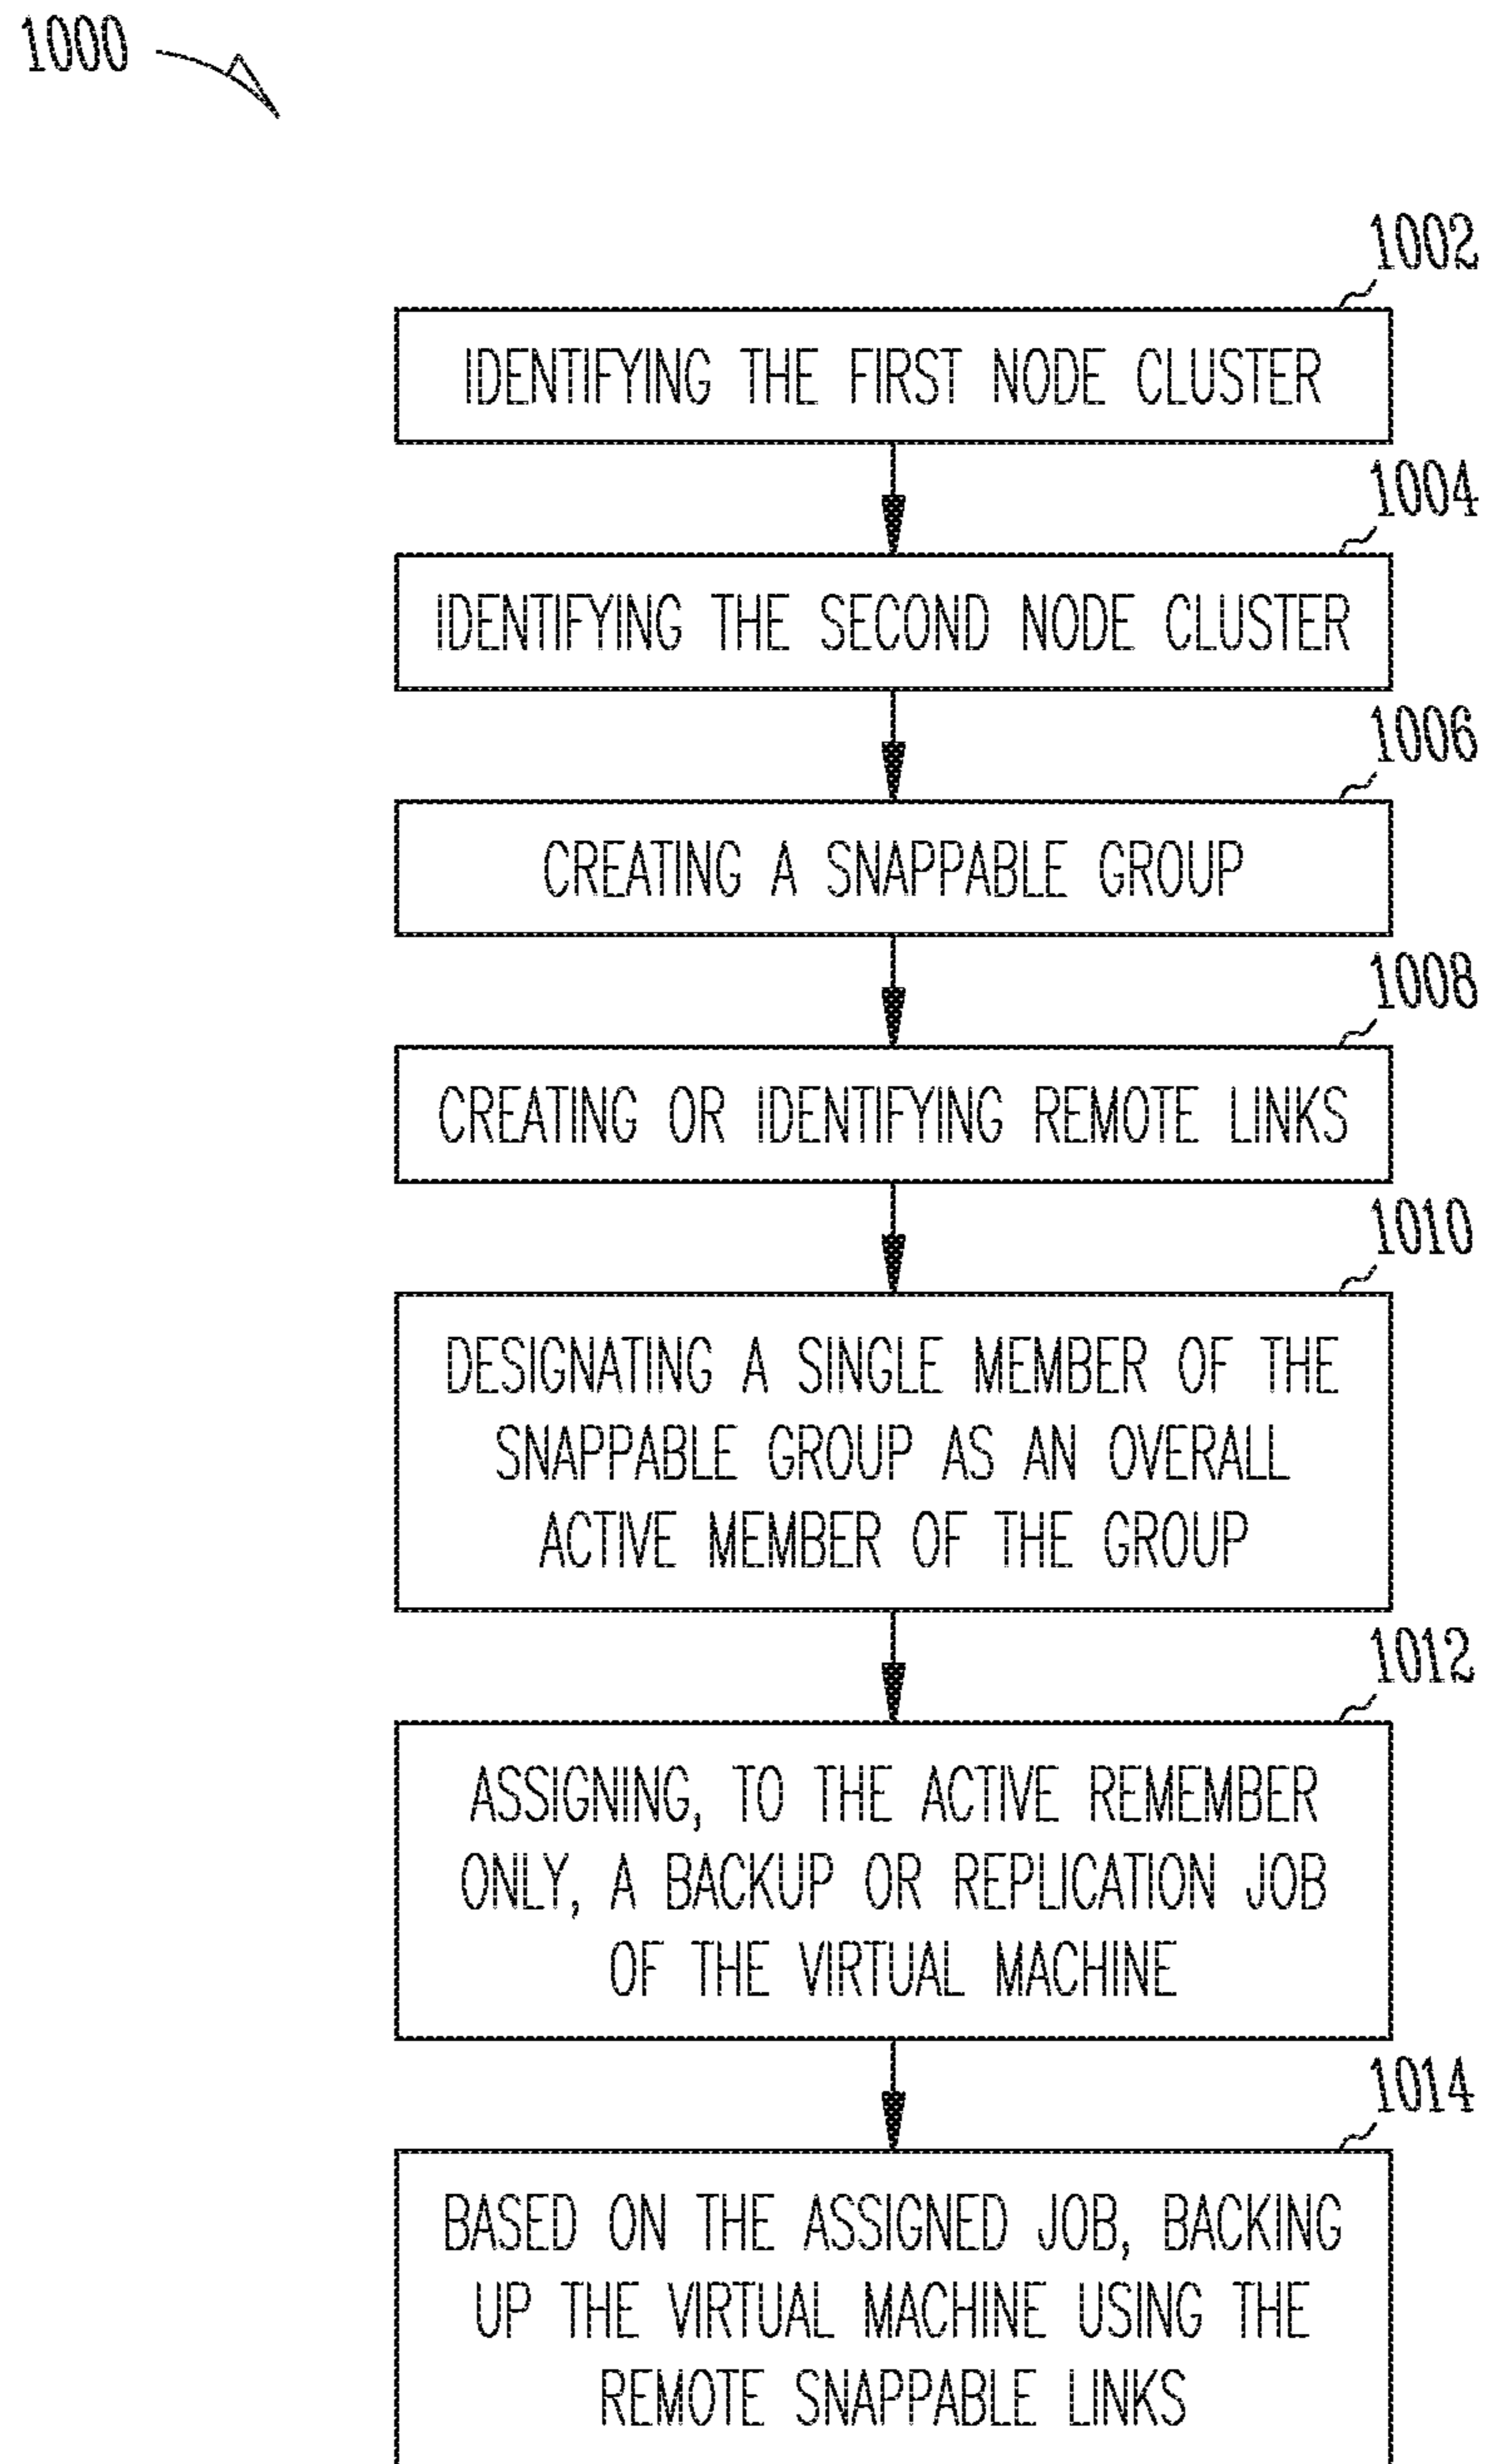 1000
1002
IDENTIFYING THE FIRST NODE CLUSTER
1004
IDENTIFYING THE SECOND NODE CLUSTER
1006
CREATING A SNAPPABLE GROUP
1008
CREATING OR IDENTIFYING REMOTE LINKS
1010
DESIGNATING A SINGLE MEMBER OF THE
SNAPPABLE GROUP AS AN OVERALL
ACTIVE MEMBER OF THE GROUP
1012
ASSIGNING, TO THE ACTIVE REMEMBER
ONLY, A BACKUP OR REPLICATION JOB
OF THE VIRTUAL MACHINE
1014
BASED ON THE ASSIGNED JOB, BACKING
UP THE VIRTUAL MACHINE USING THE
REMOTE SNAPPABLE LINKS